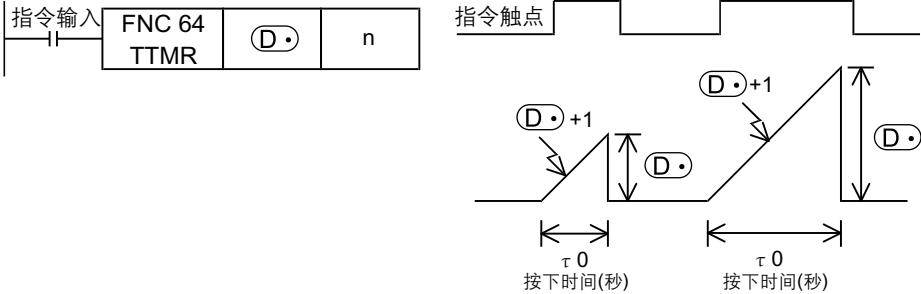 指令输入
FNC 64
TTMR
D •
n
指令触点
D • +1
D •
D • +1
D •
τ 0
按下时间(秒)
τ 0
按下时间(秒)